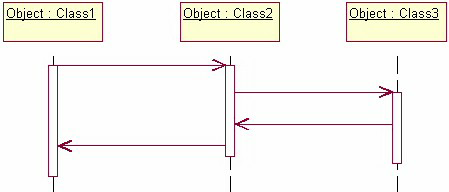 Object : Class1
Object : Class2
Object : Class3